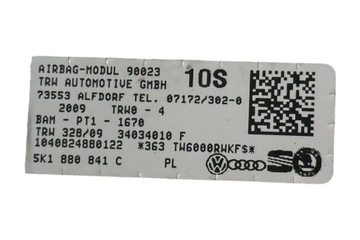 AIRBAG-MODUL 90023 10S
TRW AUTOMOTIVE GMBH
73553 ALFDORF TEL. 07172/302-0
2009 TRW0 - 4
BAM - PT1 - 1670
TRW 328/09 34034010 F
1040824880122 *363 TW6000RWKFS*
5K1 880 841 C PL